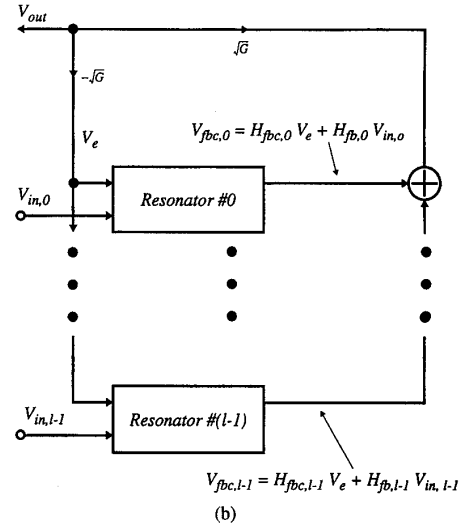 V_out
√G
-√G
V_fbc,0 = H_fbc,0 V_e + H_fb,0 V_in,o
V_e
V_in,0
Resonator #0
V_in,l-1
Resonator #(l-1)
V_fbc,l-1 = H_fbc,l-1 V_e + H_fb,l-1 V_in, l-1
(b)